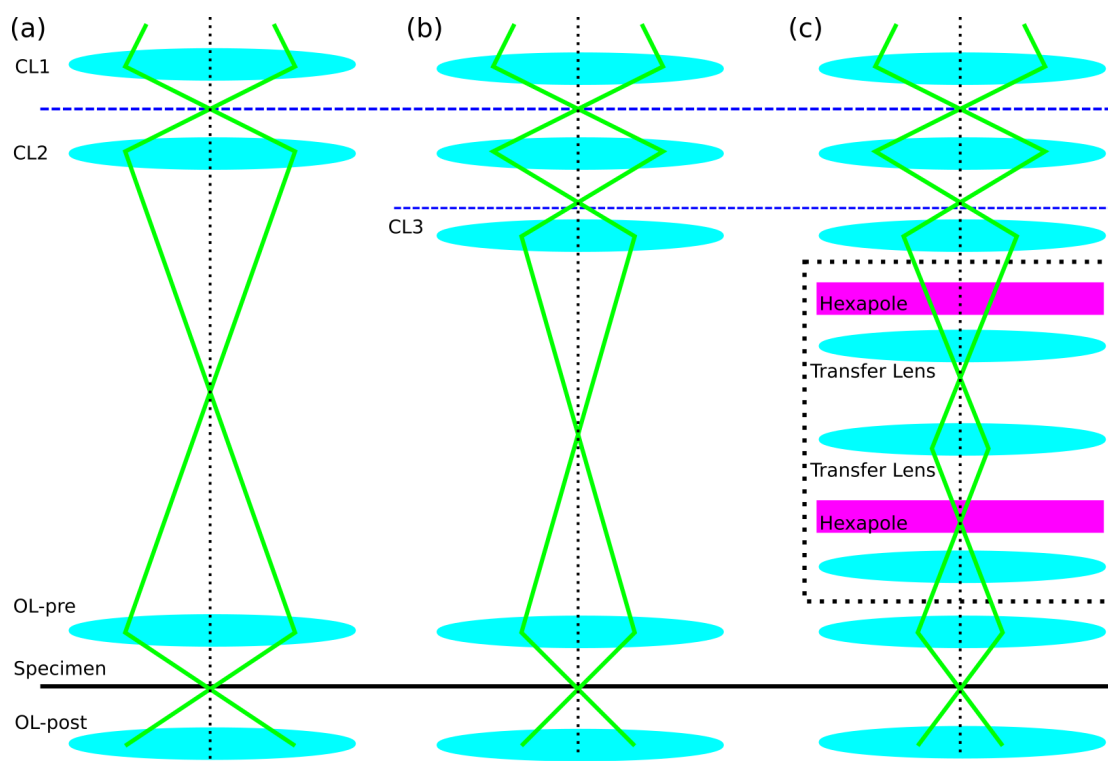 (a)
(b)
(c)
CL1
CL2
CL3
Hexapole
Transfer Lens
Transfer Lens
Hexapole
OL-pre
Specimen
OL-post